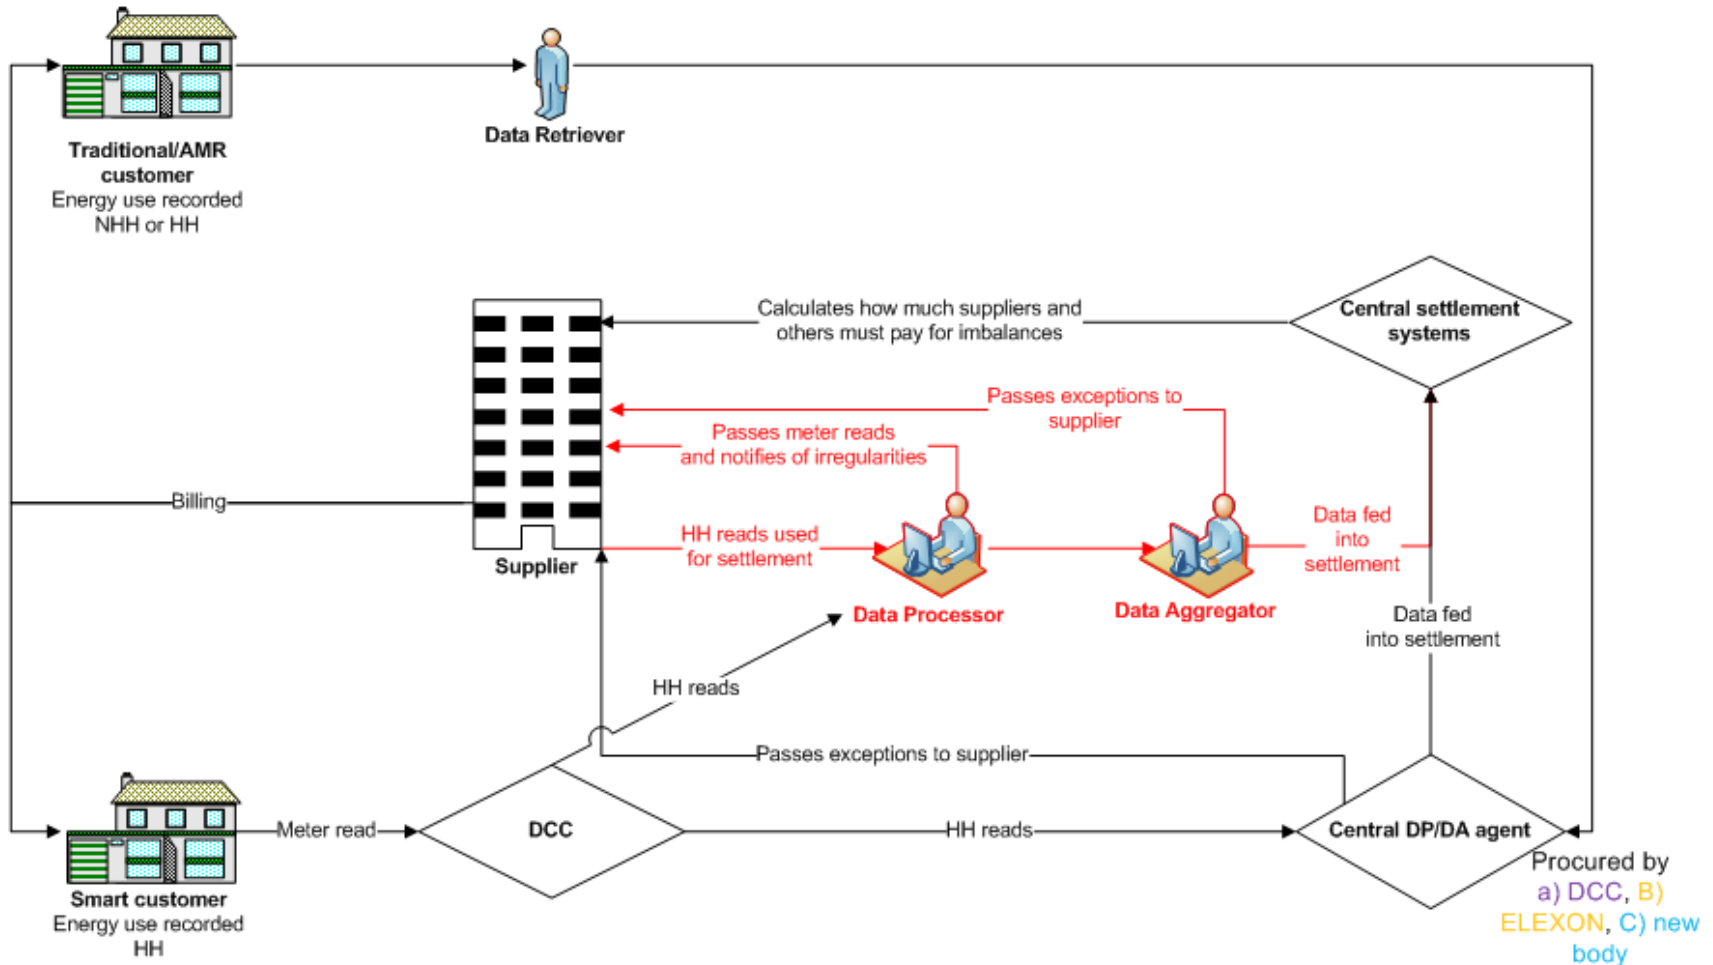 Data Retriever
Traditional/AMR
customer
Energy use recorded
NHH or HH
Calculates how much suppliers and
others must pay for imbalances
Central settlement
systems
Passes exceptions to
supplier
Passes meter reads
and notifies of irregularities
Billing
HH reads used
for settlement
Data fed
into
settlement
Supplier
Data Processor
Data Aggregator
Data fed
into settlement
HH reads
Passes exceptions to supplier
Meter read
DCC
HH reads
Central DP/DA agent
Procured by
a) DCC, B)
ELEXON, C) new
body
Smart customer
Energy use recorded
HH